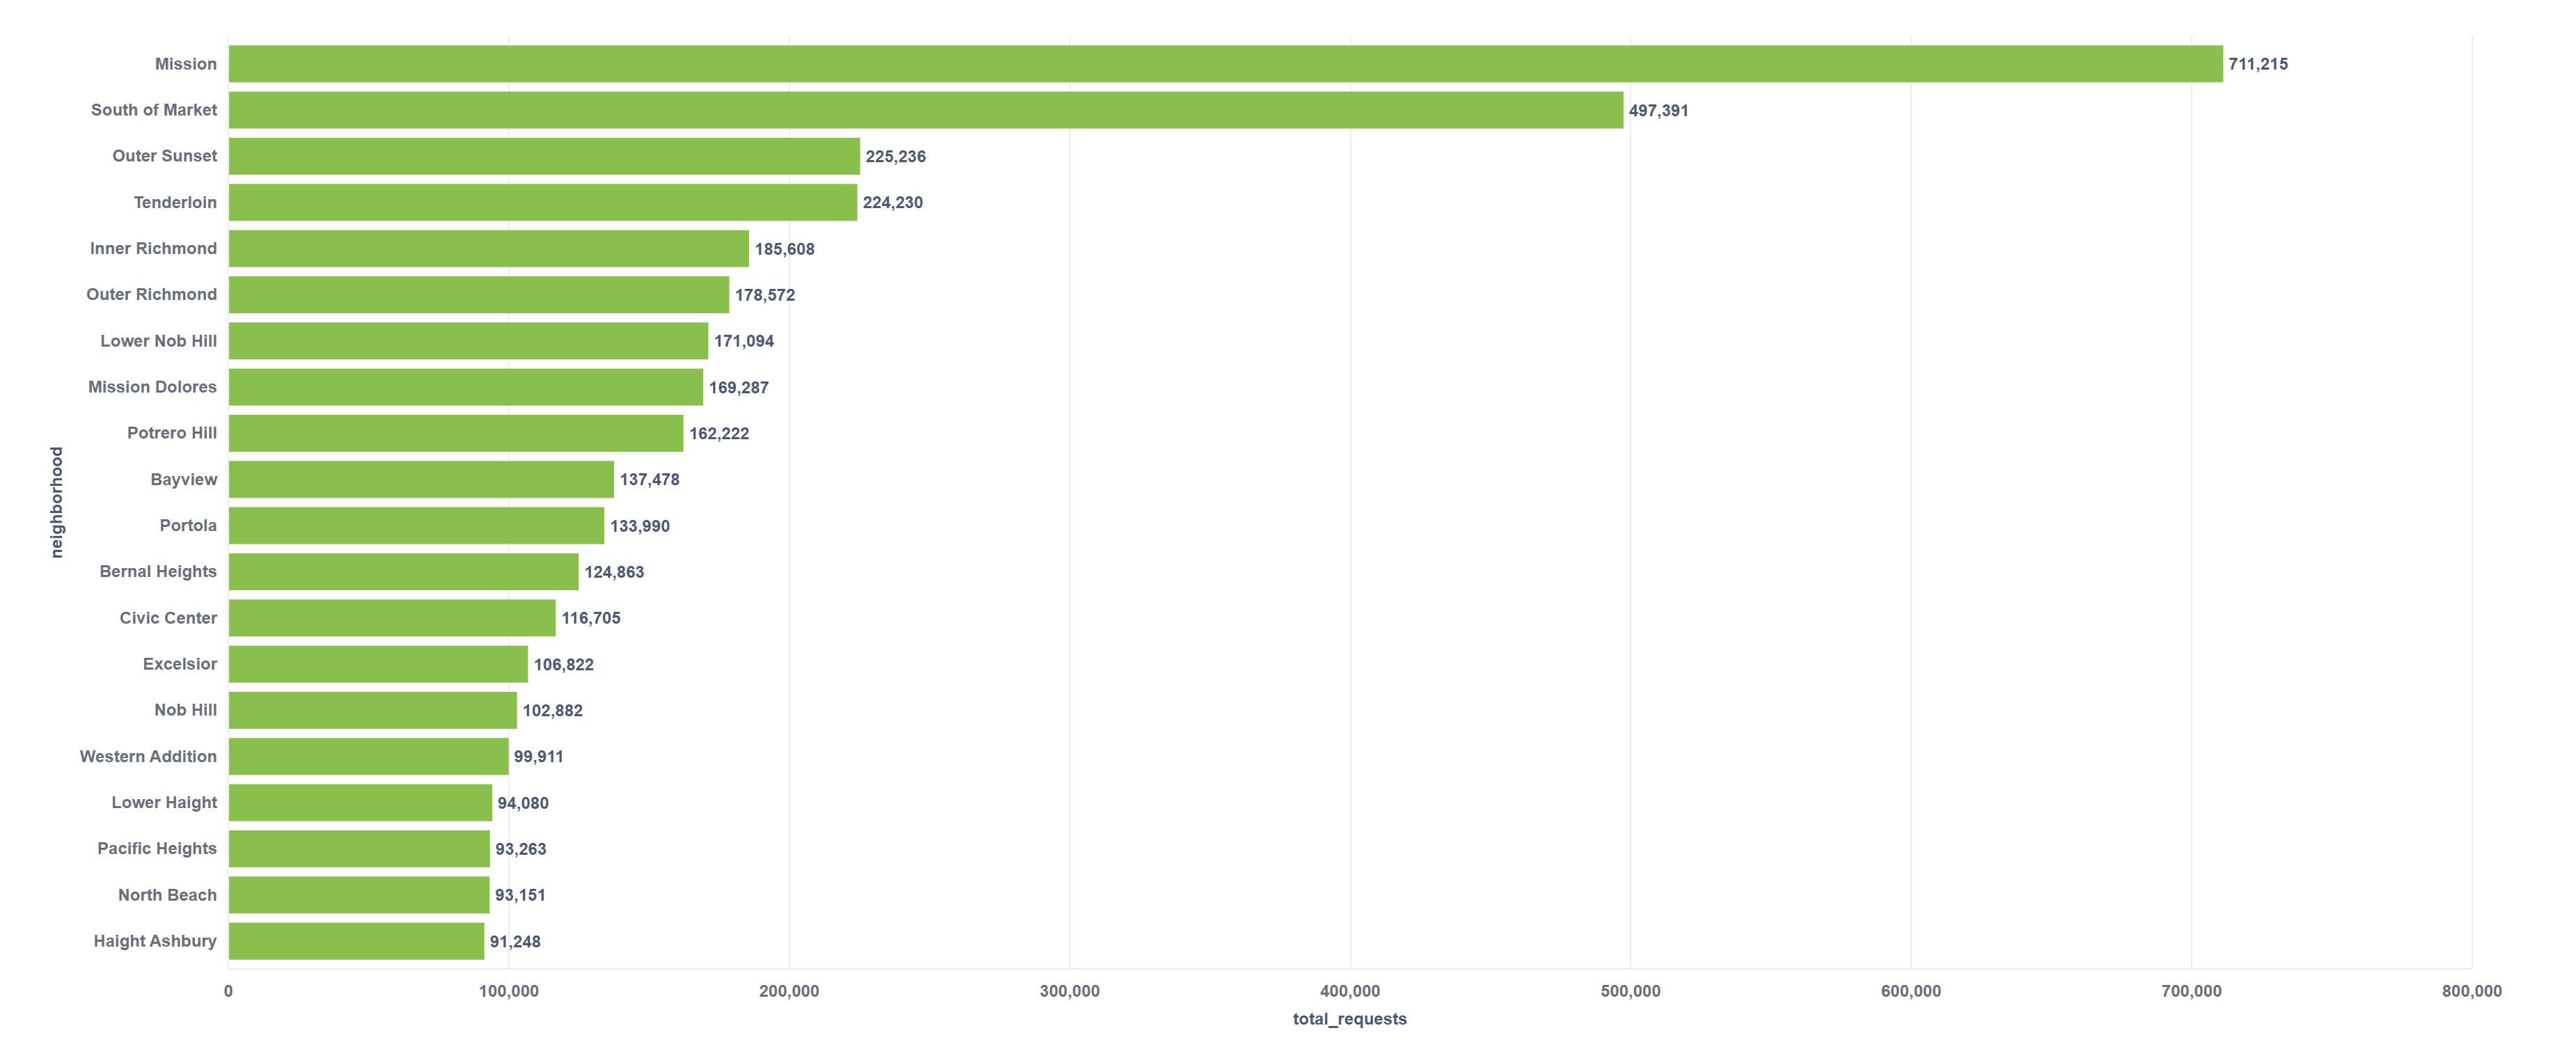 Mission 711,215
South of Market 497,391
Outer Sunset 225,236
Tenderloin 224,230
Inner Richmond 185,608
Outer Richmond 178,572
Lower Nob Hill 171,094
Mission Dolores 169,287
Potrero Hill 162,222
Bayview 137,478
Portola 133,990
Bernal Heights 124,863
Civic Center 116,705
Excelsior 106,822
Nob Hill 102,882
Western Addition 99,911
Lower Haight 94,080
Pacific Heights 93,263
North Beach 93,151
Haight Ashbury 91,248
neighborhood
0 100,000 200,000 300,000 400,000 500,000 600,000 700,000 800,000
total_requests